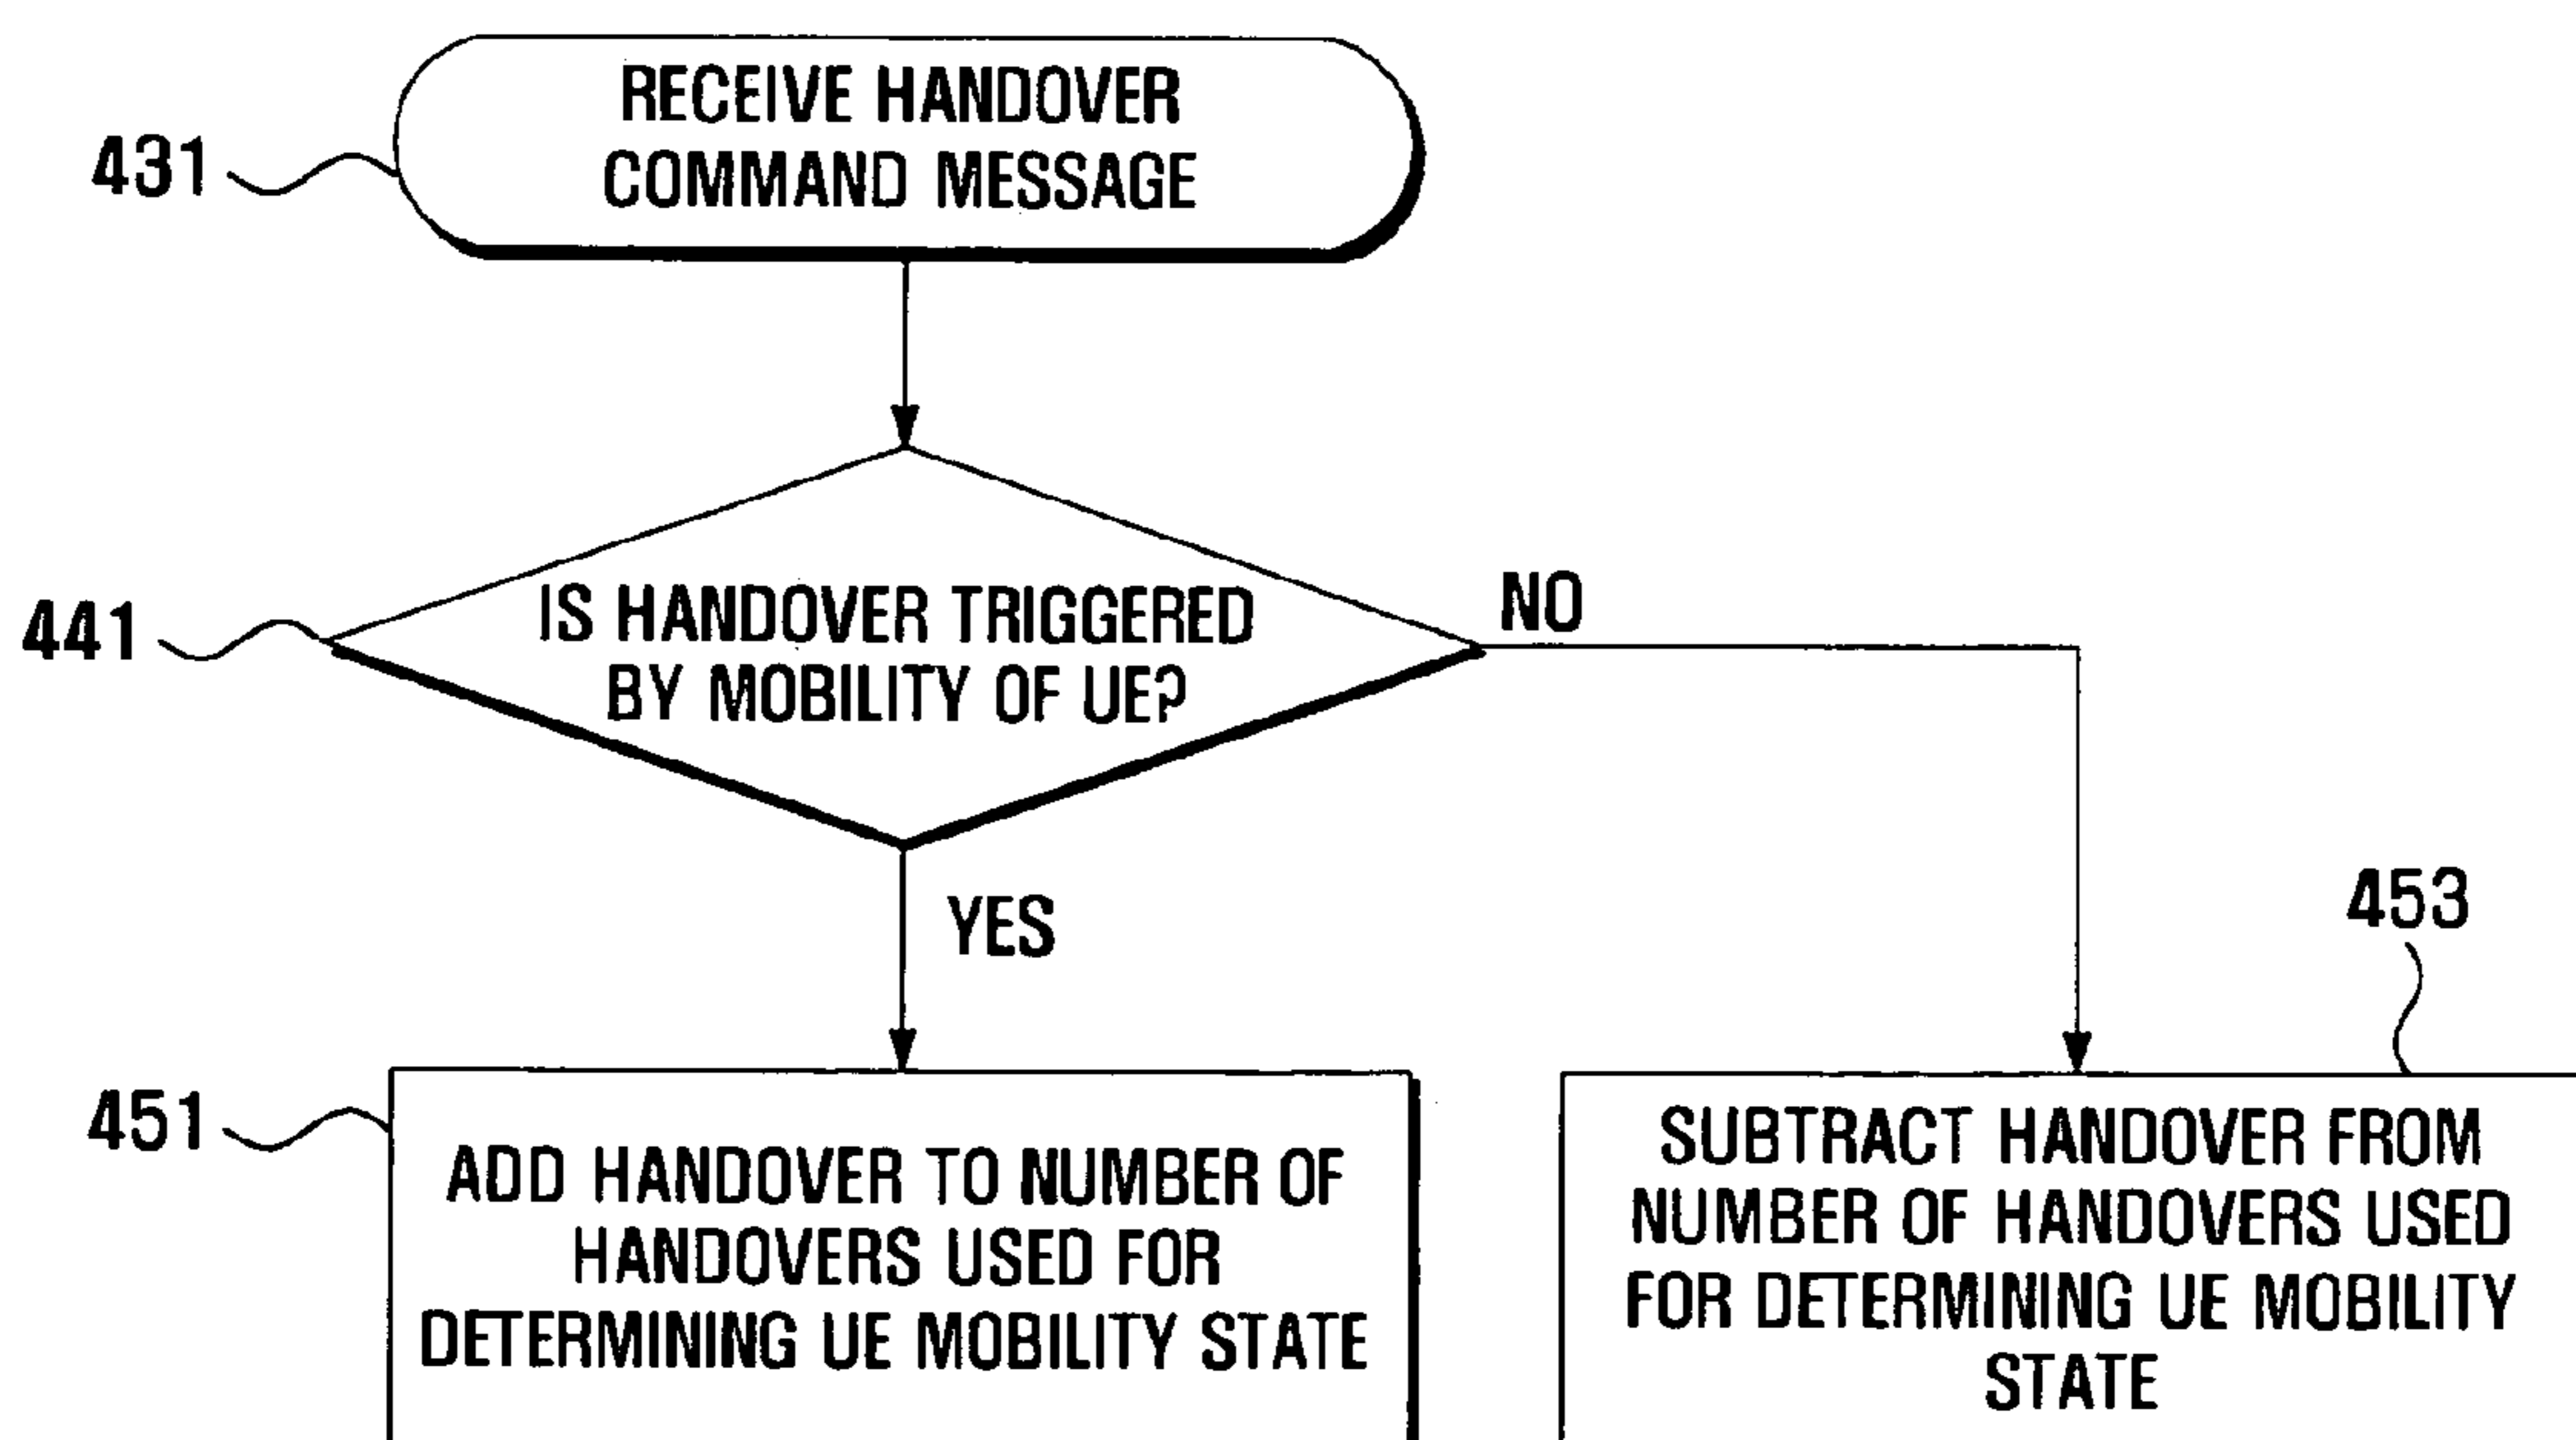 RECEIVE HANDOVER
COMMAND MESSAGE
431
IS HANDOVER TRIGGERED
BY MOBILITY OF UE?
441
NO
YES
453
451
ADD HANDOVER TO NUMBER OF
HANDOVERS USED FOR
DETERMINING UE MOBILITY STATE
SUBTRACT HANDOVER FROM
NUMBER OF HANDOVERS USED
FOR DETERMINING UE MOBILITY
STATE